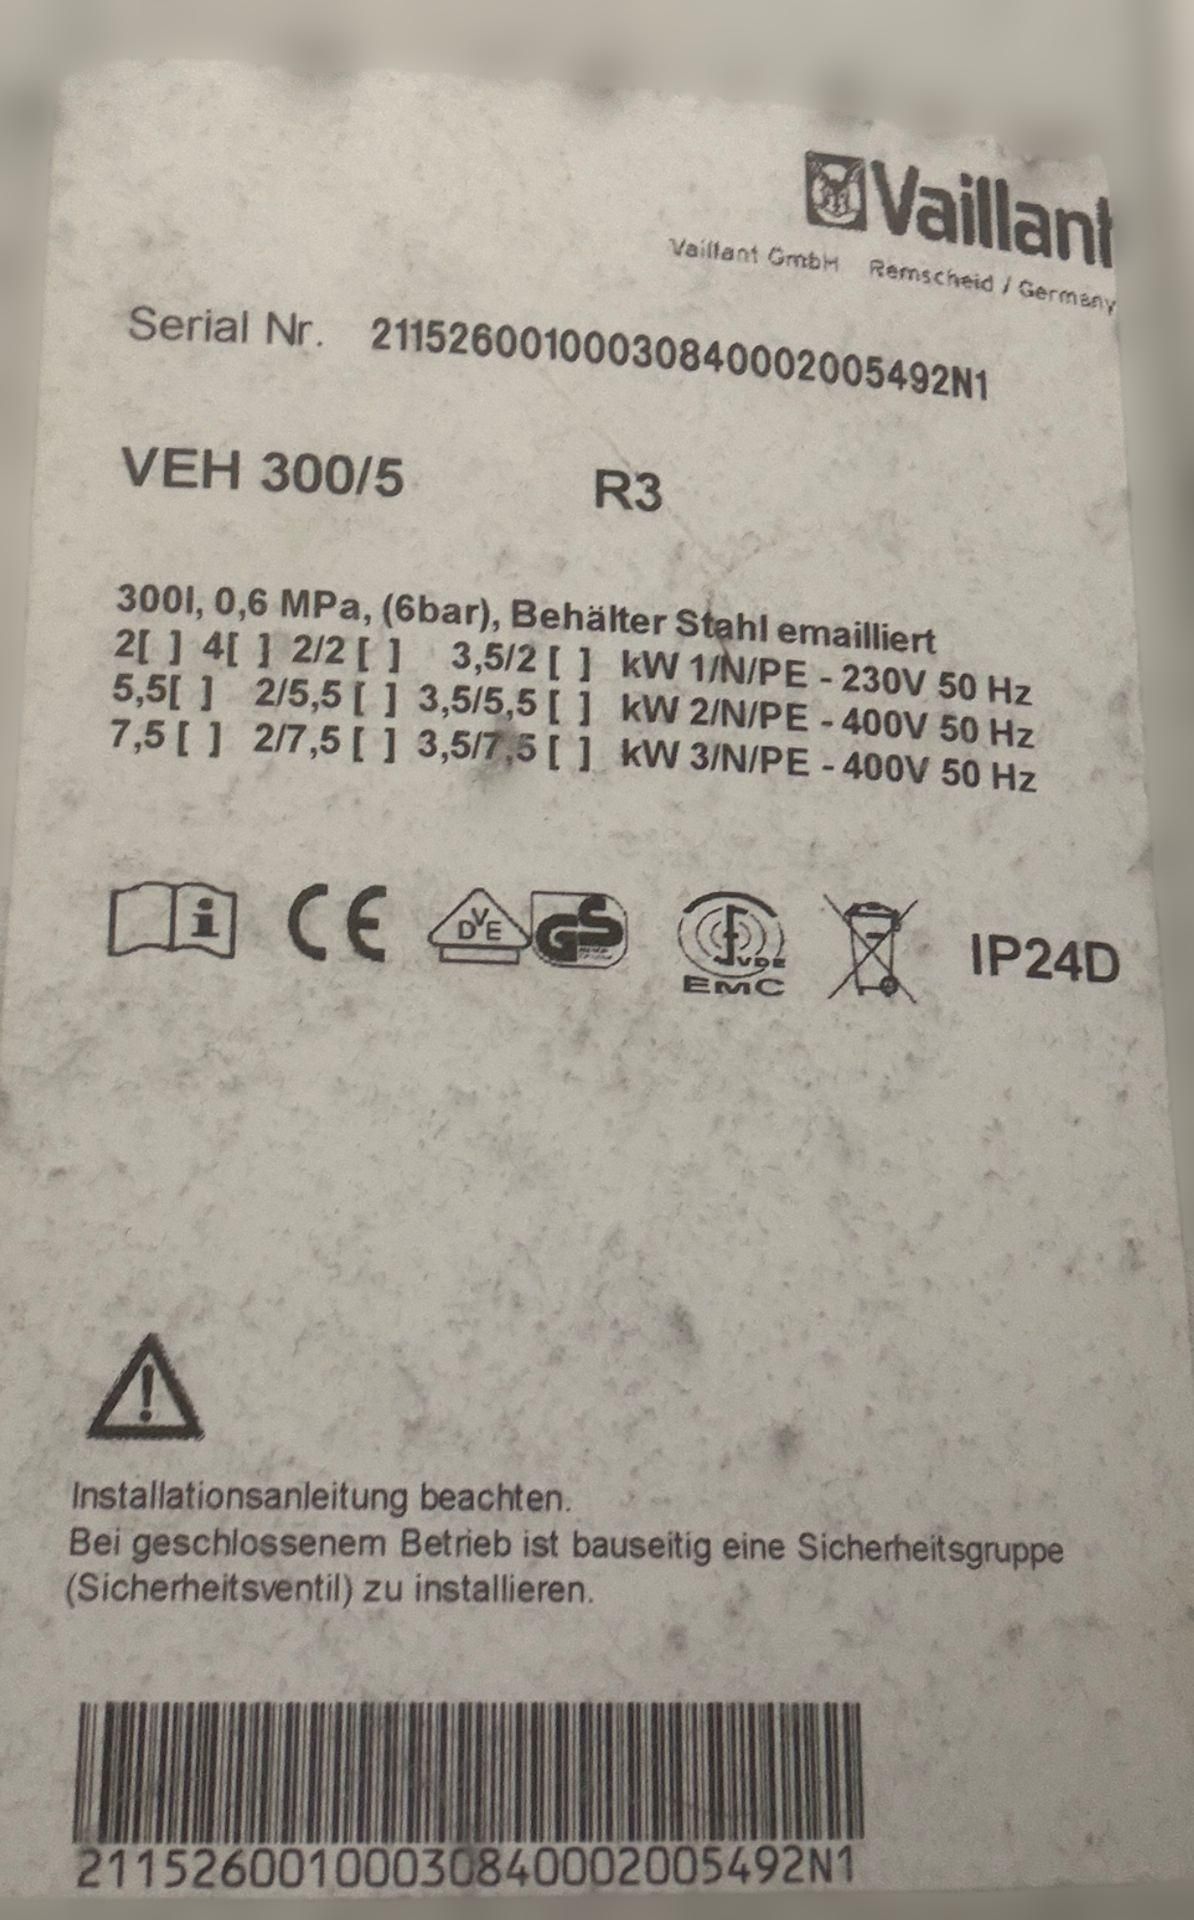 Vaillant
Vaillant GmbH Remscheid / Germany
Serial Nr. 21152600100030840002005492N1
VEH 300/5 R3
300l, 0,6 MPa, (6bar), Behälter Stahl emailliert
2[ ] 4[ ] 2/2 [ ] 3,5/2 [ ] kW 1/N/PE - 230V 50 Hz
5,5[ ] 2/5,5 [ ] 3,5/5,5 [ ] kW 2/N/PE - 400V 50 Hz
7,5 [ ] 2/7,5 [ ] 3,5/7,5 [ ] kW 3/N/PE - 400V 50 Hz
i CE DVE GS VDE EMC IP24D
Installationsanleitung beachten.
Bei geschlossenem Betrieb ist bauseitig eine Sicherheitsgruppe
(Sicherheitsventil) zu installieren.
21152600100030840002005492N1